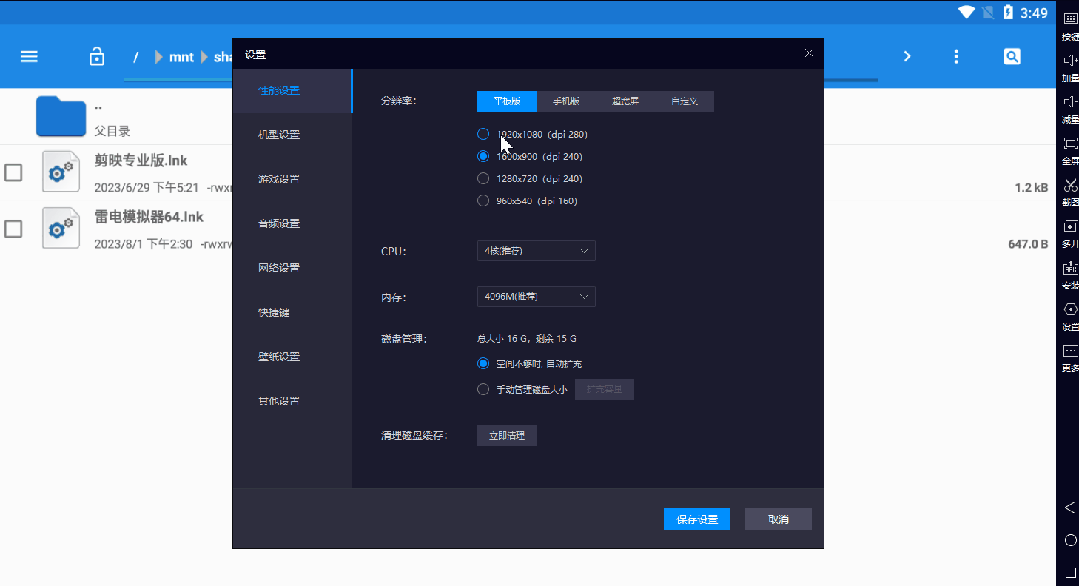 3:49
/ mnt sha
设置
..
父目录
剪映专业版.lnk
2023/6/29 下午5:21 -rwx
1.2 kB
雷电模拟器64.lnk
2023/8/1 下午2:30 -rwxrw
647.0 B
性能设置
机型设置
游戏设置
音频设置
网络设置
快捷键
壁纸设置
其他设置
分辨率:
平板版 手机版 超宽屏 自定义
1920x1080 (dpi 280)
1600x900 (dpi 240)
1280x720 (dpi 240)
960x540 (dpi 160)
CPU:
4核(推荐)
内存:
4096M(推荐)
磁盘管理:
总大小 16 G，剩余 15 G
空间不够时, 自动扩充
手动管理磁盘大小 扩充容量
清理磁盘缓存:
立即清理
保存设置 取消
按键
加量
减量
全屏
截图
多开
安装
设置
更多